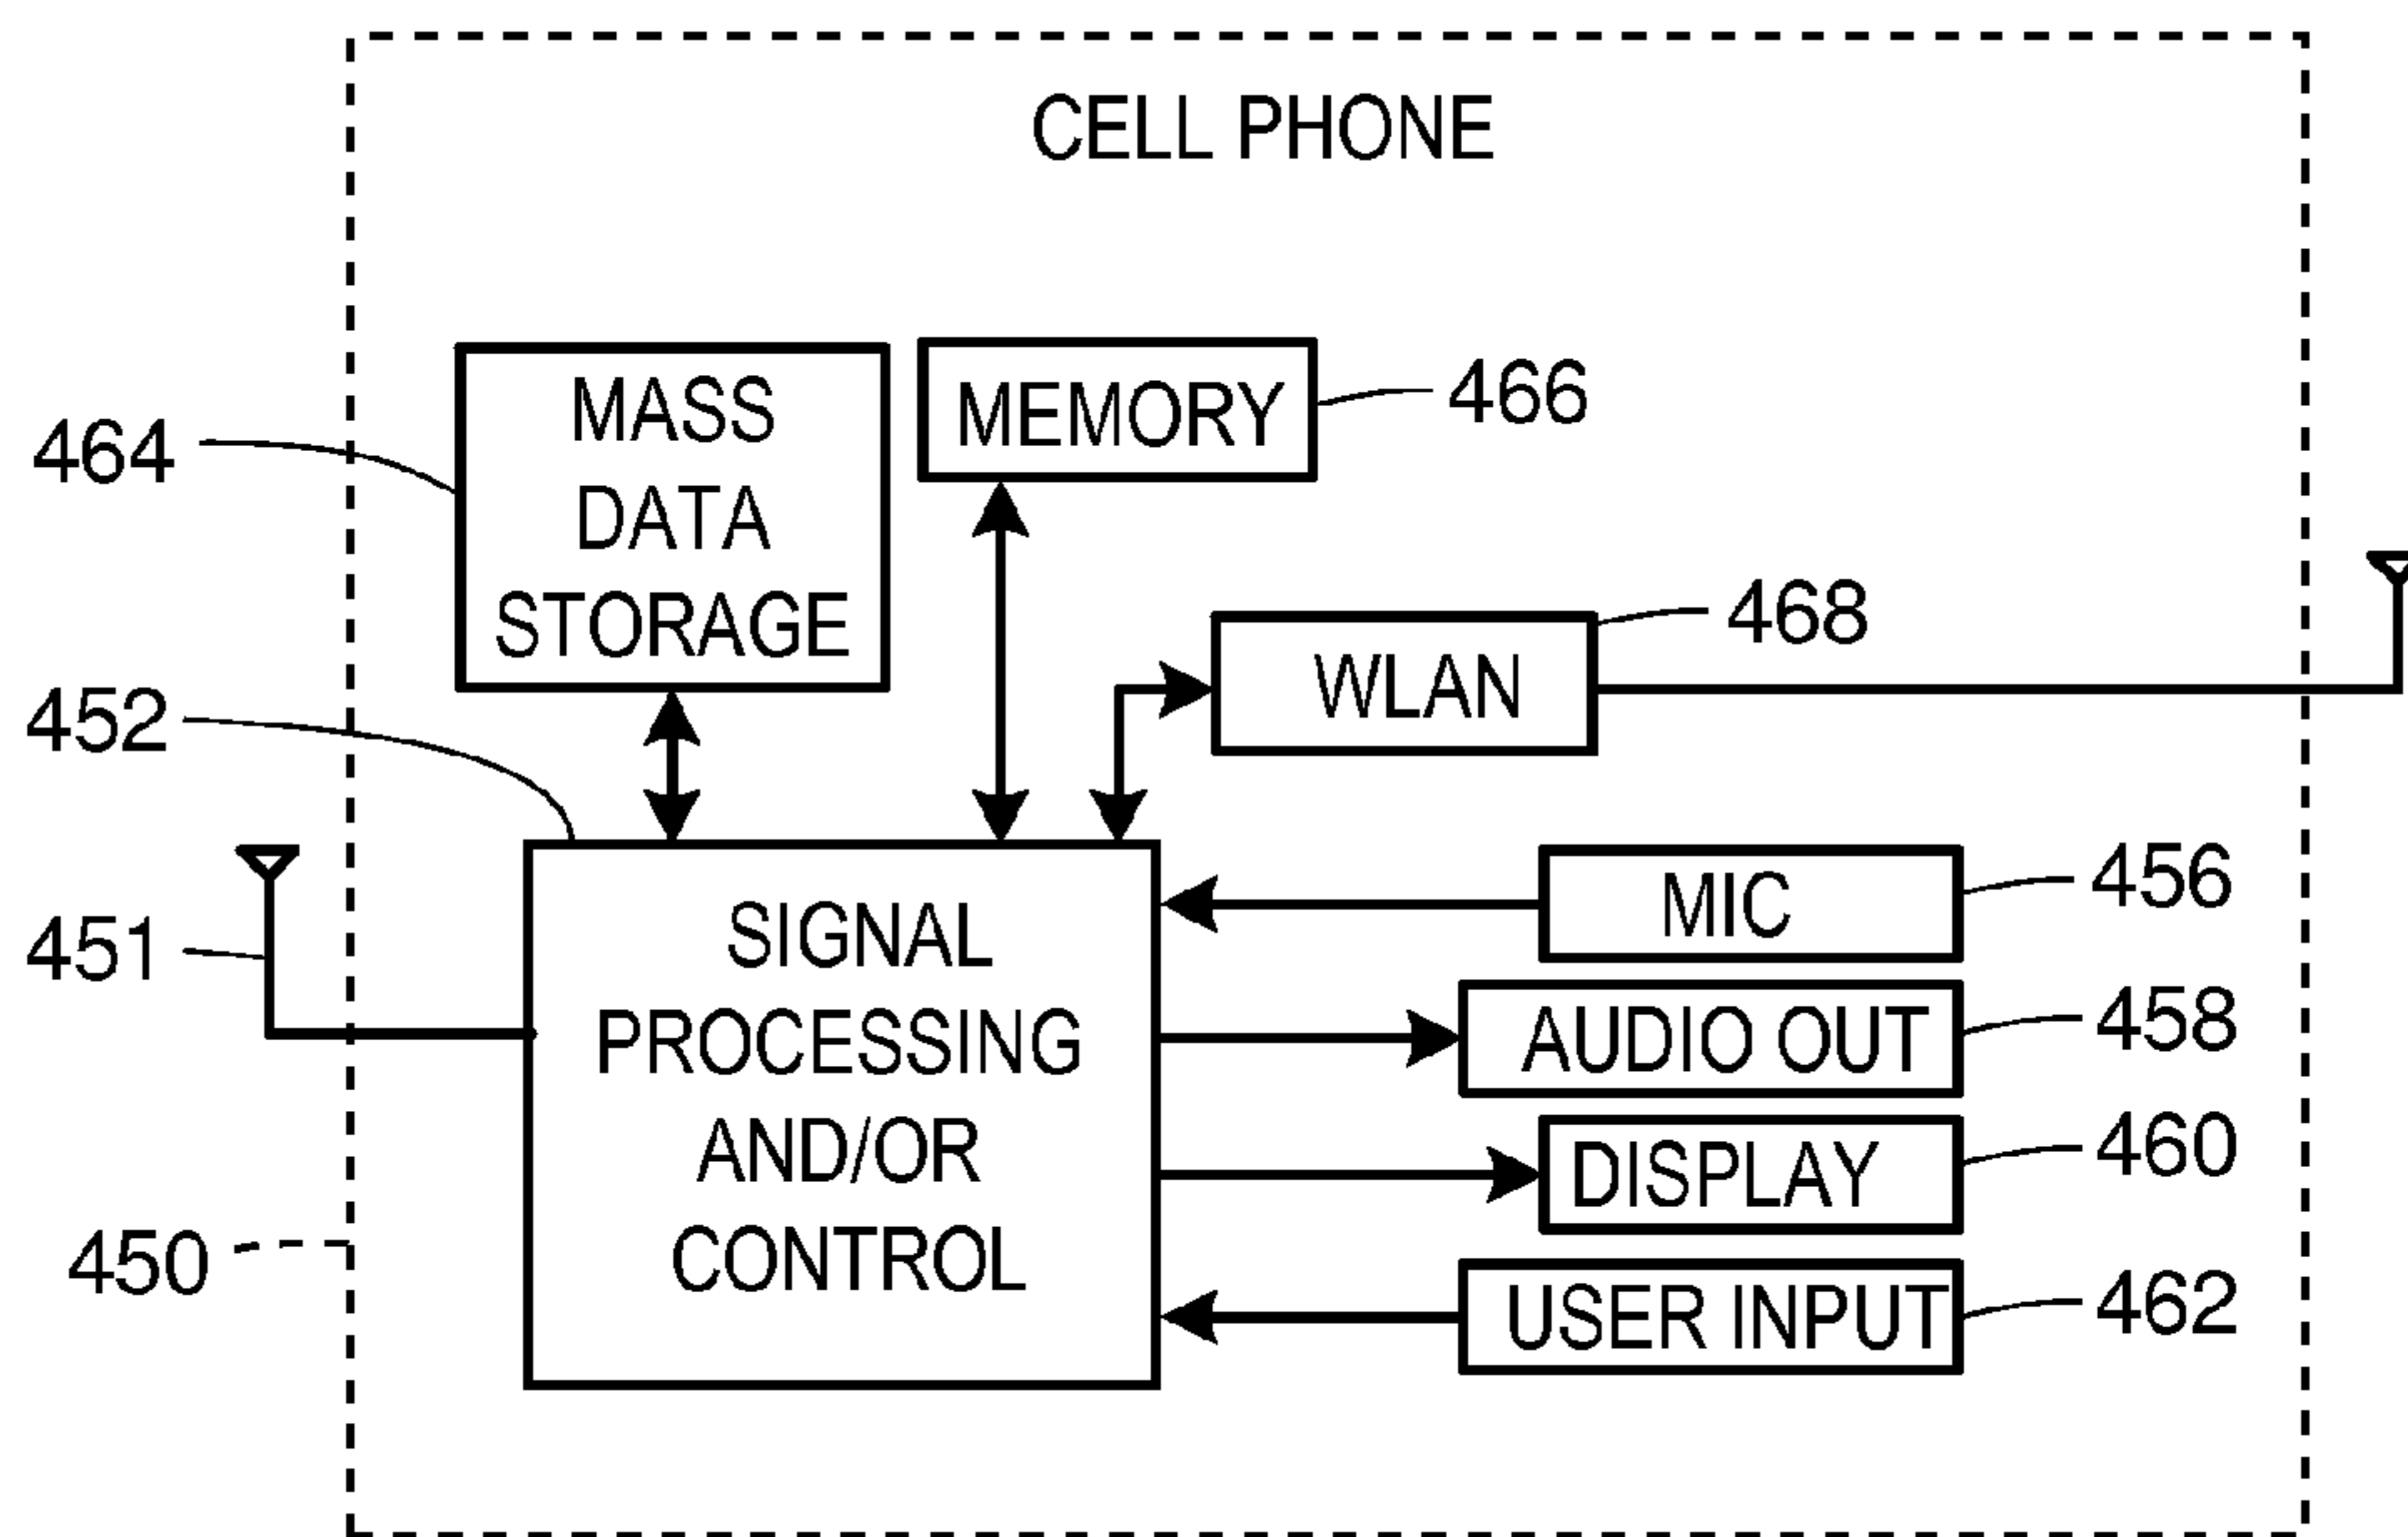 CELL PHONE
MASS
DATA
STORAGE
464
MEMORY
466
WLAN
468
452
451
450
SIGNAL
PROCESSING
AND/OR
CONTROL
MIC
456
AUDIO OUT
458
DISPLAY
460
USER INPUT
462